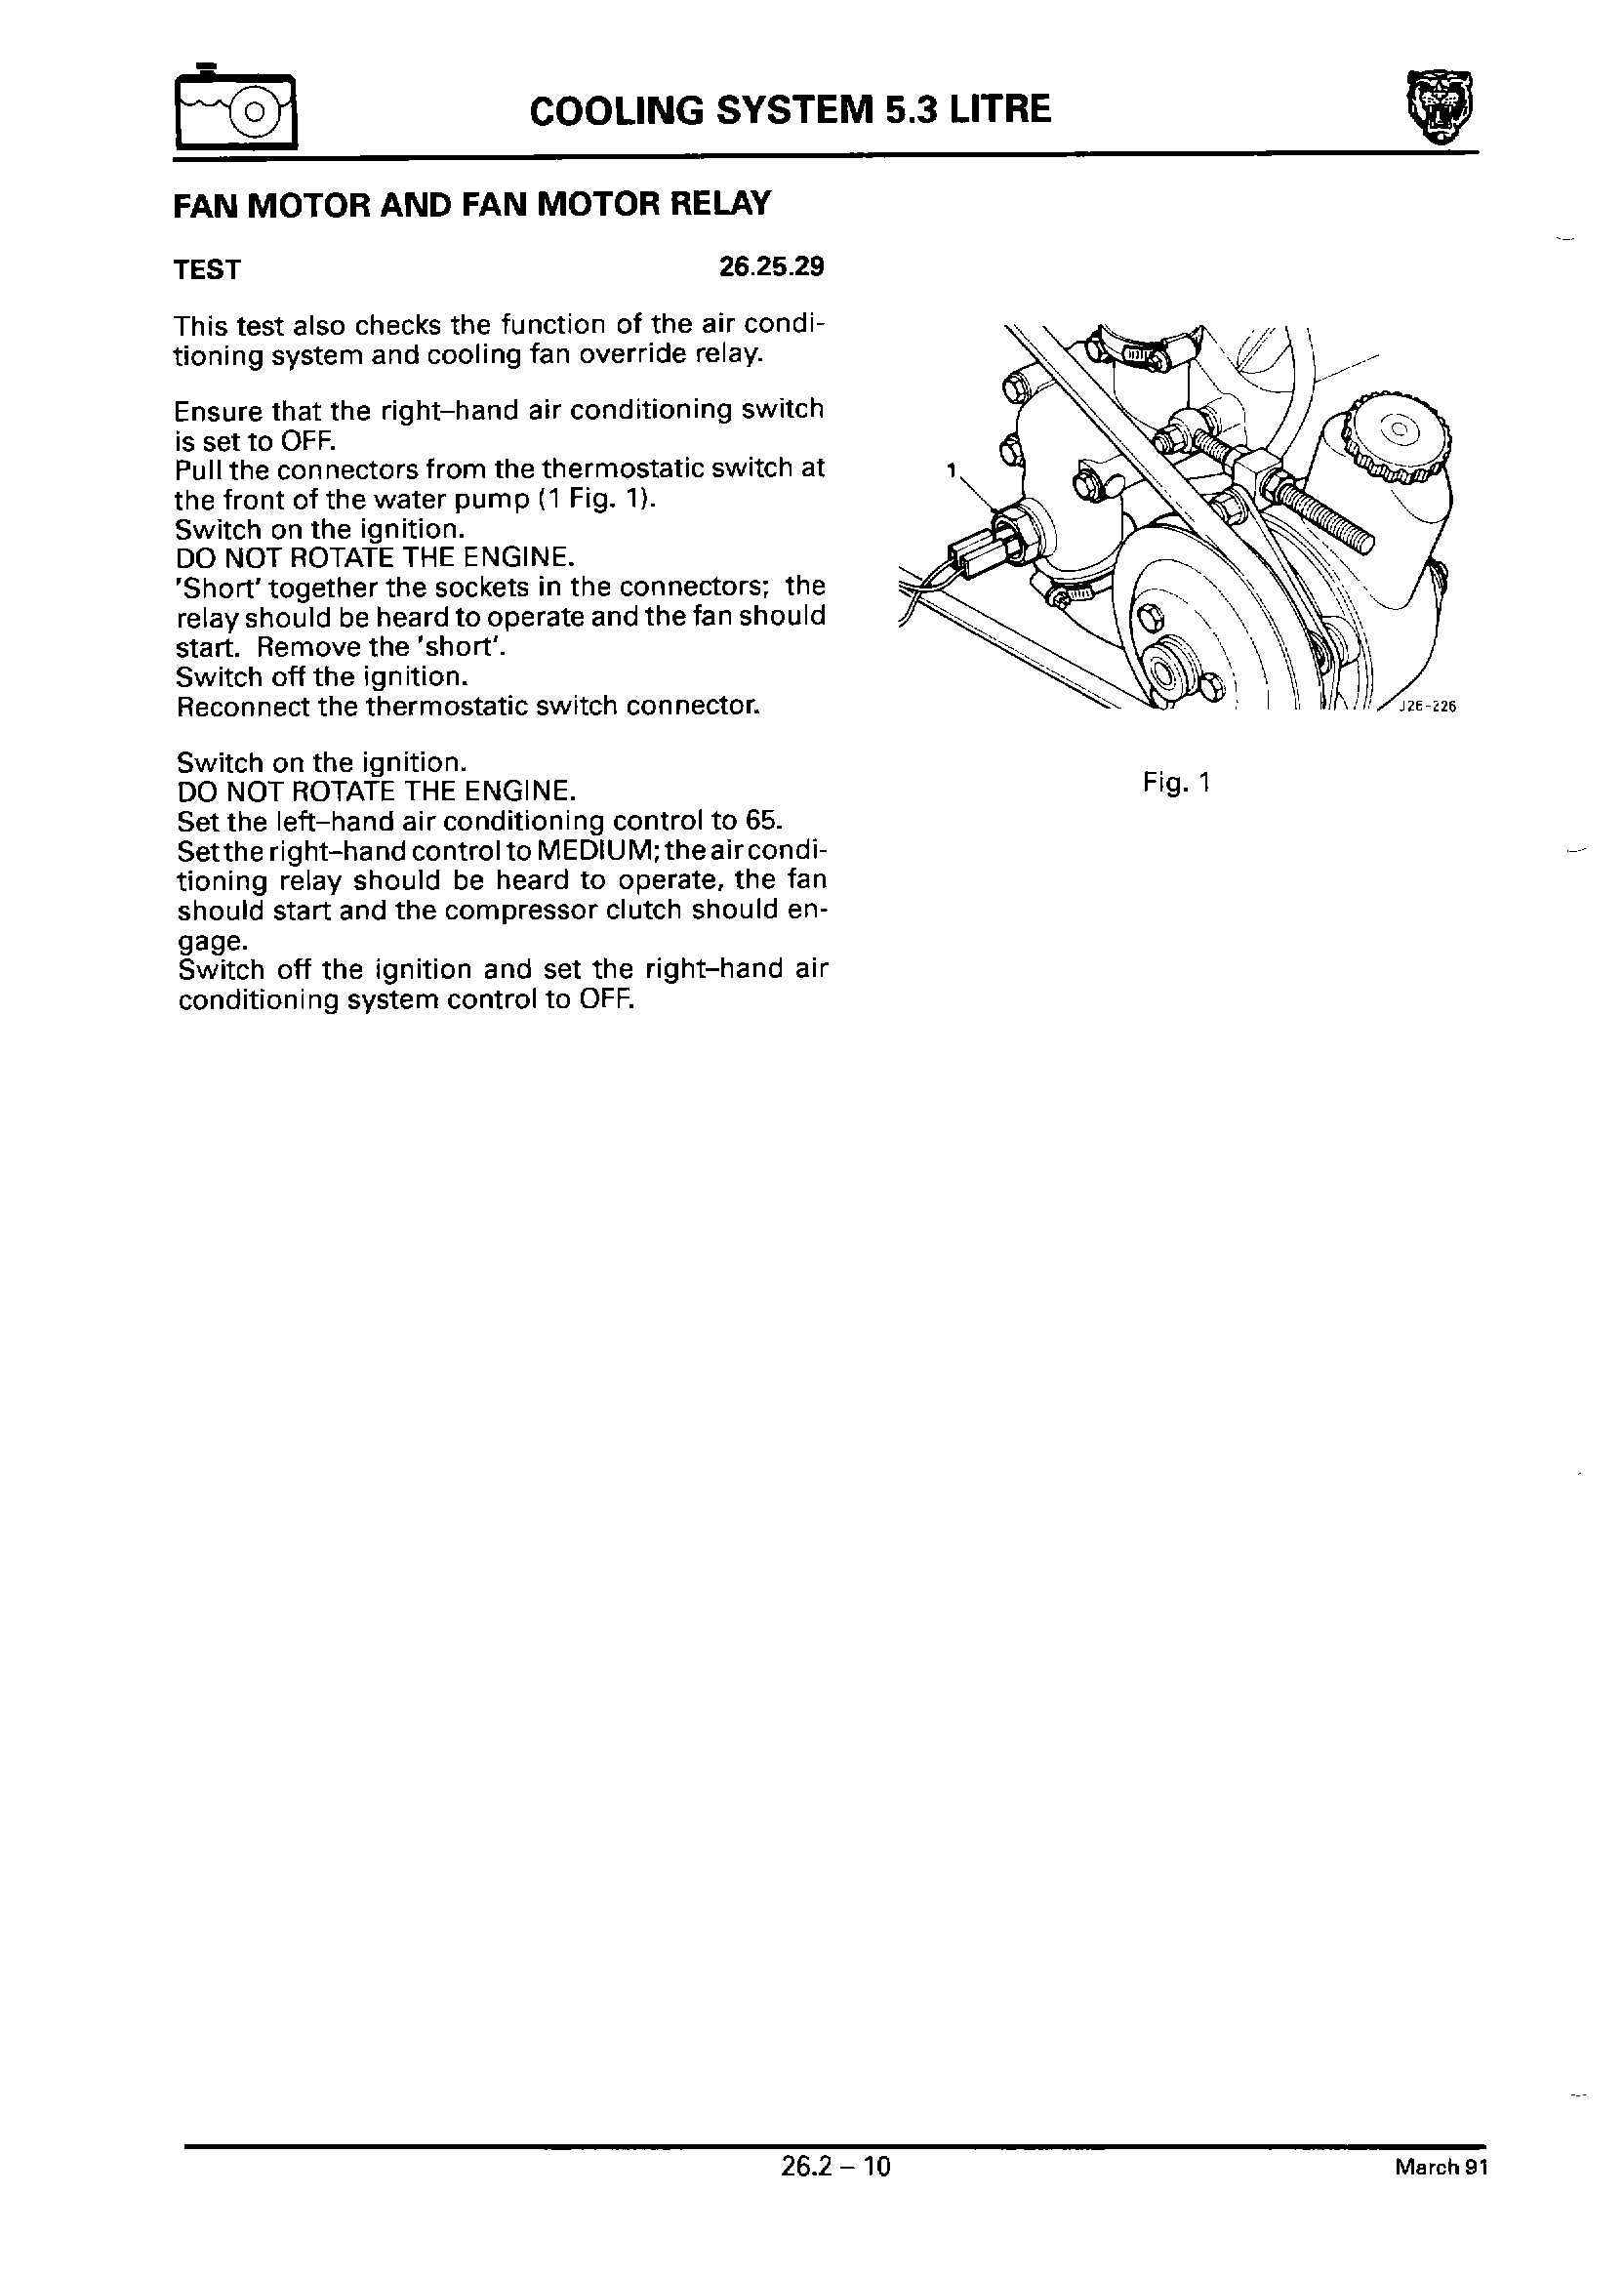 COOLING SYSTEM 5.3 LITRE
FAN MOTOR AND FAN MOTOR RELAY
TEST 26.25.29
This test also checks the function of the air condi-
tioning system and cooling fan override relay.
Ensure that the right-hand air conditioning switch
is set to OFF.
Pull the connectors from the thermostatic switch at
the front of the water pump (1 Fig. 1).
Switch on the ignition.
DO NOT ROTATE THE ENGINE.
'Short' together the sockets in the connectors; the
relay should be heard to operate and the fan should
start. Remove the 'short'.
Switch off the ignition.
Reconnect the thermostatic switch connector.
Switch on the ignition.
DO NOT ROTATE THE ENGINE.
Set the left-hand air conditioning control to 65.
Set the right-hand control to MEDIUM; the air condi-
tioning relay should be heard to operate, the fan
should start and the compressor clutch should en-
gage.
Switch off the ignition and set the right-hand air
conditioning system control to OFF.
1
J26-226
Fig. 1
26.2 – 10
March 91